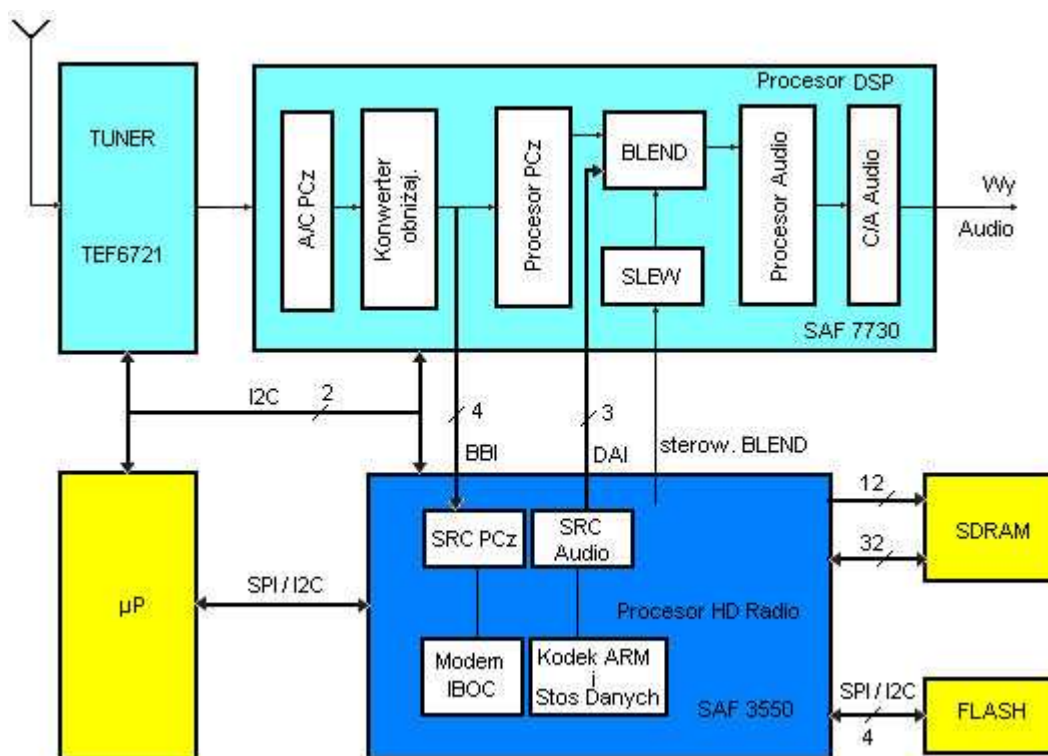 TUNER
TEF6721
Procesor DSP
A/C PCz
Konwerter
obniżaj.
Procesor PCz
BLEND
SLEW
Procesor Audio
C/A Audio
SAF 7730
Wy
Audio
I2C
2
4
BBI
3
DAI
sterow. BLEND
µP
SPI / I2C
SRC PCz
SRC
Audio
Procesor HD Radio
Modem
IBOC
Kodek ARM
i
Stos Danych
SAF 3550
12
32
SDRAM
SPI / I2C
4
FLASH